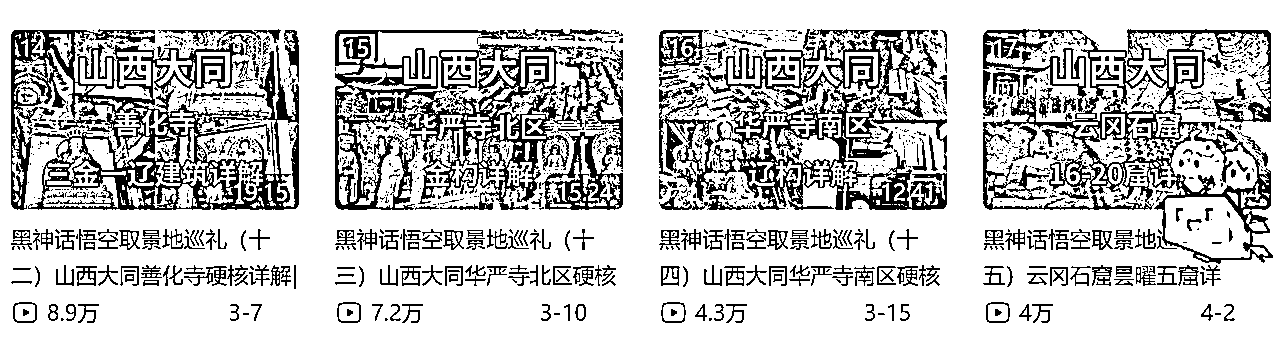 14
山西大同
善化寺
三金一辽建筑详解
19:15
黑神话悟空取景地巡礼（十
二）山西大同善化寺硬核详解|
8.9万 3-7
15
山西大同
华严寺北区
金构详解
15:24
黑神话悟空取景地巡礼（十
三）山西大同华严寺北区硬核
7.2万 3-10
16
山西大同
华严寺南区
辽构详解
12:41
黑神话悟空取景地巡礼（十
四）山西大同华严寺南区硬核
4.3万 3-15
17
山西大同
云冈石窟
16-20窟详
黑神话悟空取景地巡
五）云冈石窟昙曜五窟详
4万 4-2